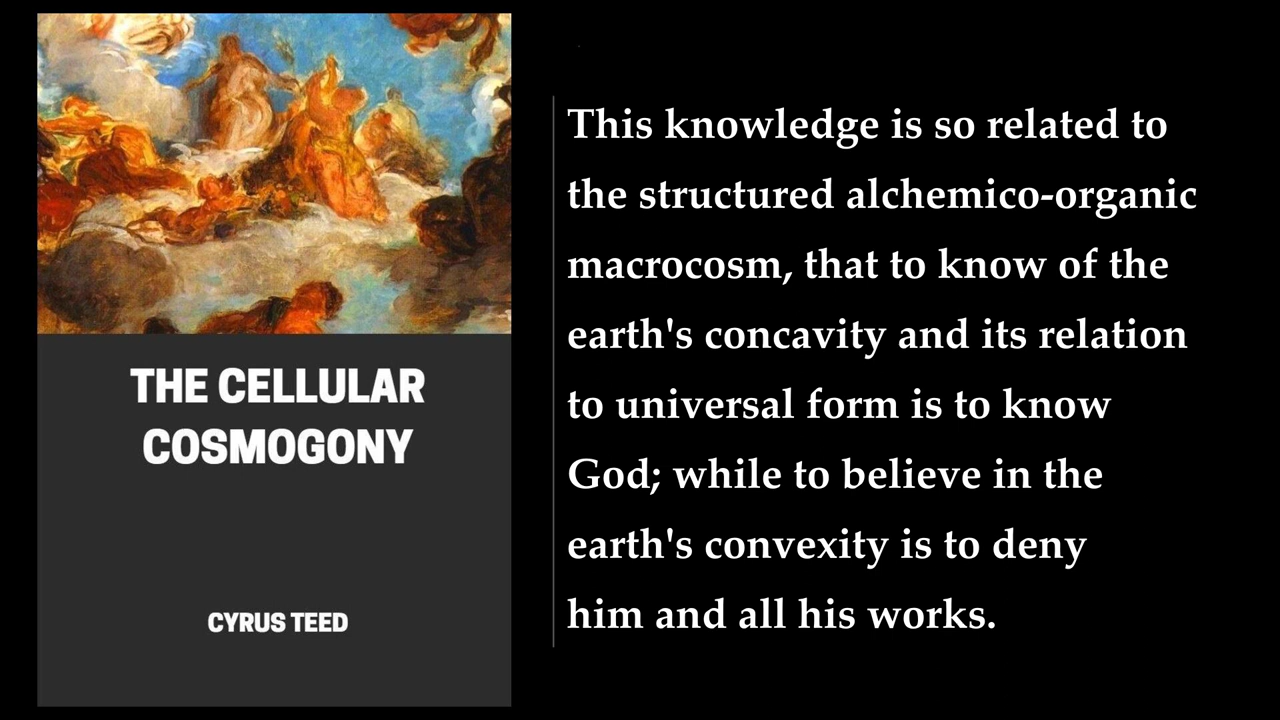 THE CELLULAR
COSMOGONY
CYRUS TEED
This knowledge is so related to
the structured alchemico-organic
macrocosm, that to know of the
earth's concavity and its relation
to universal form is to know
God; while to believe in the
earth's convexity is to deny
him and all his works.